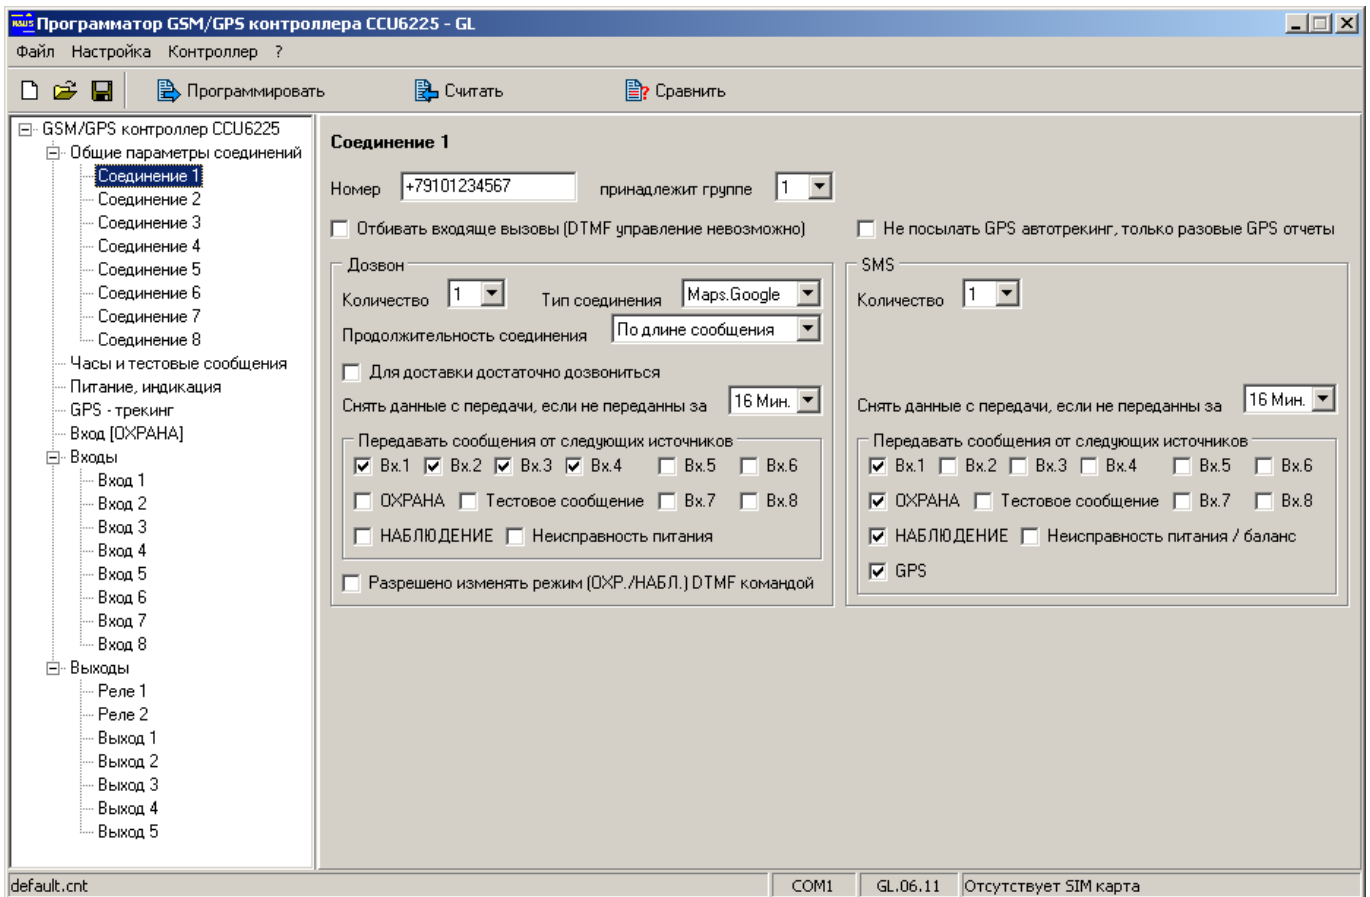 Программатор GSM/GPS контроллера CCU6225 - GL
Файл Настройка Контроллер ?
Программировать Считать Сравнить
GSM/GPS контроллер CCU6225
Общие параметры соединений
Соединение 1
Соединение 2
Соединение 3
Соединение 4
Соединение 5
Соединение 6
Соединение 7
Соединение 8
Часы и тестовые сообщения
Питание, индикация
GPS - трекинг
Вход [ОХРАНА]
Входы
Вход 1
Вход 2
Вход 3
Вход 4
Вход 5
Вход 6
Вход 7
Вход 8
Выходы
Реле 1
Реле 2
Выход 1
Выход 2
Выход 3
Выход 4
Выход 5
Соединение 1
Номер +79101234567 принадлежит группе 1
Отбивать входяще вызовы (DTMF управление невозможно) Не посылать GPS автотрекинг, только разовые GPS отчеты
Дозвон
Количество 1 Тип соединения Maps.Google
Продолжительность соединения По длине сообщения
Для доставки достаточно дозвониться
Снять данные с передачи, если не переданны за 16 Мин.
Передавать сообщения от следующих источников
Вх.1 Вх.2 Вх.3 Вх.4 Вх.5 Вх.6
ОХРАНА Тестовое сообщение Вх.7 Вх.8
НАБЛЮДЕНИЕ Неисправность питания
Разрешено изменять режим (ОХР./НАБЛ.) DTMF командой
SMS
Количество 1
Снять данные с передачи, если не переданны за 16 Мин.
Передавать сообщения от следующих источников
Вх.1 Вх.2 Вх.3 Вх.4 Вх.5 Вх.6
ОХРАНА Тестовое сообщение Вх.7 Вх.8
НАБЛЮДЕНИЕ Неисправность питания / баланс
GPS
default.cnt COM1 GL.06.11 Отсутствует SIM карта